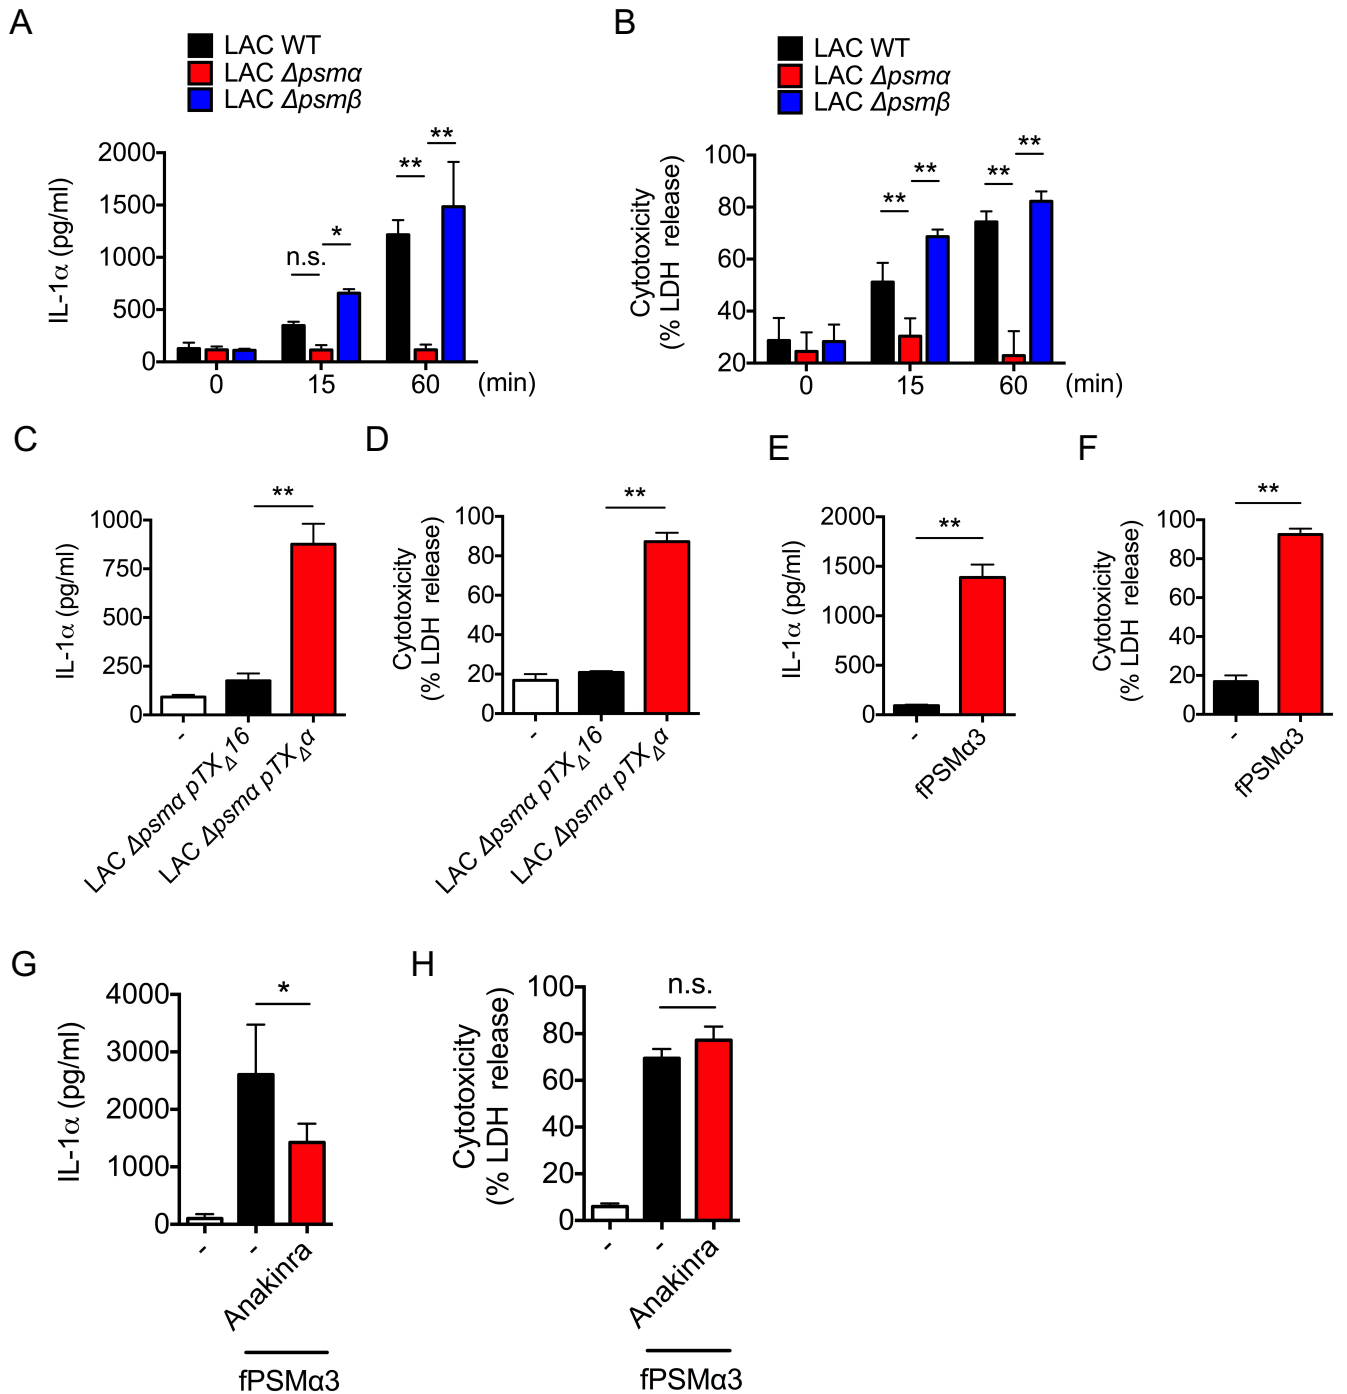 A
LAC WT
LAC Δpsmα
LAC Δpsmβ
IL-1α (pg/ml)
2000
1500
1000
500
0
n.s.
*
**
**
0
15
60
(min)
B
LAC WT
LAC Δpsmα
LAC Δpsmβ
Cytotoxicity
(% LDH release)
100
80
60
40
20
**
**
**
**
0
15
60
(min)
C
IL-1α (pg/ml)
1000
750
500
250
0
**
-
LAC Δpsmα pTXΔ16
LAC Δpsmα pTXΔα
D
Cytotoxicity
(% LDH release)
100
80
60
40
20
0
**
-
LAC Δpsmα pTXΔ16
LAC Δpsmα pTXΔα
E
IL-1α (pg/ml)
2000
1500
1000
500
0
**
-
fPSMα3
F
Cytotoxicity
(% LDH release)
100
80
60
40
20
0
**
-
fPSMα3
G
IL-1α (pg/ml)
4000
3000
2000
1000
0
*
-
-
Anakinra
fPSMα3
H
Cytotoxicity
(% LDH release)
100
80
60
40
20
0
n.s.
-
-
Anakinra
fPSMα3